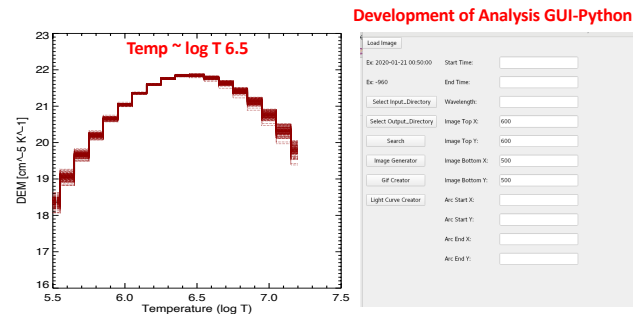 Development of Analysis GUI-Python
Temp ~ log T 6.5
DEM [cm^-5 K^-1]
23
22
21
20
19
18
17
16
5.5 6.0 6.5 7.0 7.5
Temperature (log T)
Load Image
Ex: 2020-01-21 00:50:00 Start Time:
Ex: -960 End Time:
Select Input_Directory Wavelength:
Select Output_Directory Image Top X: 600
Search Image Top Y: 600
Image Generator Image Bottom X: 500
Gif Creator Image Bottom Y: 500
Light Curve Creator Arc Start X:
Arc Start Y:
Arc End X:
Arc End Y: